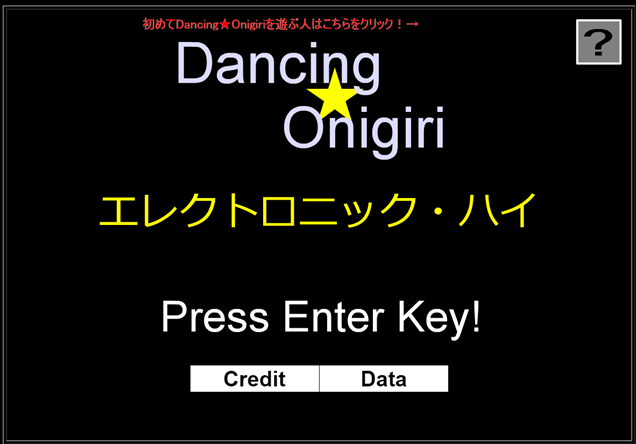 初めてDancing★Onigiriを遊ぶ人はこちらをクリック！→
?
Dancing
★
Onigiri
エレクトロニック・ハイ
Press Enter Key!
Credit
Data